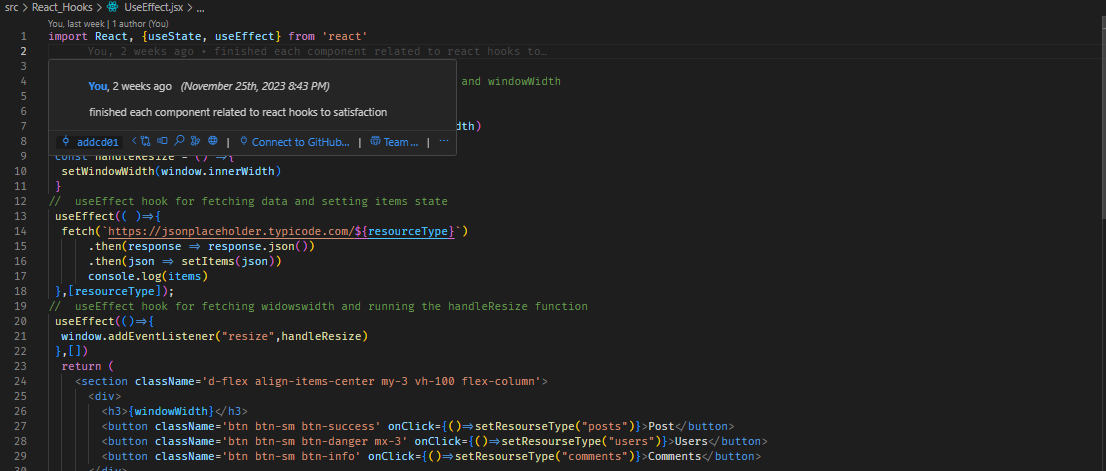 src > React_Hooks > UseEffect.jsx > ...
You, last week | 1 author (You)
1 import React, {useState, useEffect} from 'react'
2 You, 2 weeks ago • finished each component related to react hooks to…
3
4 and windowWidth
5
6
7 dth)
8
9 const handleResize = () =>{
10 setWindowWidth(window.innerWidth)
11 }
12 // useEffect hook for fetching data and setting items state
13 useEffect(( )=>{
14 fetch(`https://jsonplaceholder.typicode.com/${resourceType}`)
15 .then(response => response.json())
16 .then(json => setItems(json))
17 console.log(items)
18 },[resourceType]);
19 // useEffect hook for fetching widowswidth and running the handleResize function
20 useEffect(()=>{
21 window.addEventListener("resize",handleResize)
22 },[])
23 return (
24 <section className='d-flex align-items-center my-3 vh-100 flex-column'>
25 <div>
26 <h3>{windowWidth}</h3>
27 <button className='btn btn-sm btn-success' onClick={()=>setResourseType("posts")}>Post</button>
28 <button className='btn btn-sm btn-danger mx-3' onClick={()=>setResourseType("users")}>Users</button>
29 <button className='btn btn-sm btn-info' onClick={()=>setResourseType("comments")}>Comments</button>
30 </div>
You, 2 weeks ago (November 25th, 2023 8:43 PM)
finished each component related to react hooks to satisfaction
addcd01 | Connect to GitHub... | Team ... | ...